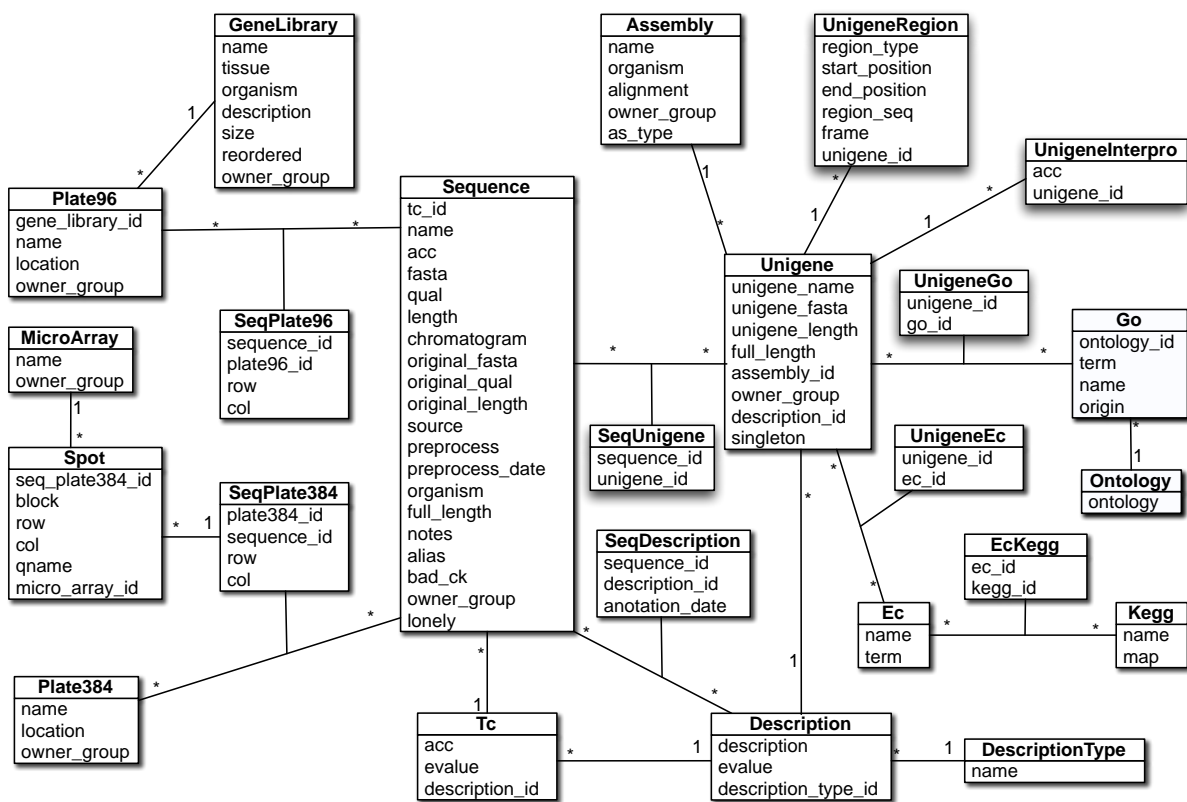 GeneLibrary
name
tissue
organism
description
size
reordered
owner_group
Assembly
name
organism
alignment
owner_group
as_type
UnigeneRegion
region_type
start_position
end_position
region_seq
frame
unigene_id
UnigeneInterpro
acc
unigene_id
1
*
1
*
*
1
*
1
Plate96
gene_library_id
name
location
owner_group
*
*
Sequence
tc_id
name
acc
fasta
qual
length
chromatogram
original_fasta
original_qual
original_length
source
preprocess
preprocess_date
organism
full_length
notes
alias
bad_ck
owner_group
lonely
Unigene
unigene_name
unigene_fasta
unigene_length
full_length
assembly_id
owner_group
description_id
singleton
UnigeneGo
unigene_id
go_id
Go
ontology_id
term
name
origin
*
*
*
1
Ontology
ontology
SeqPlate96
sequence_id
plate96_id
row
col
MicroArray
name
owner_group
1
*
*
*
SeqUnigene
sequence_id
unigene_id
UnigeneEc
unigene_id
ec_id
*
*
Spot
seq_plate384_id
block
row
col
qname
micro_array_id
*
1
SeqPlate384
plate384_id
sequence_id
row
col
SeqDescription
sequence_id
description_id
anotation_date
*
1
EcKegg
ec_id
kegg_id
Ec
name
term
*
*
Kegg
name
map
*
*
Plate384
name
location
owner_group
*
1
*
*
Tc
acc
evalue
description_id
*
1
Description
description
evalue
description_type_id
*
1
DescriptionType
name